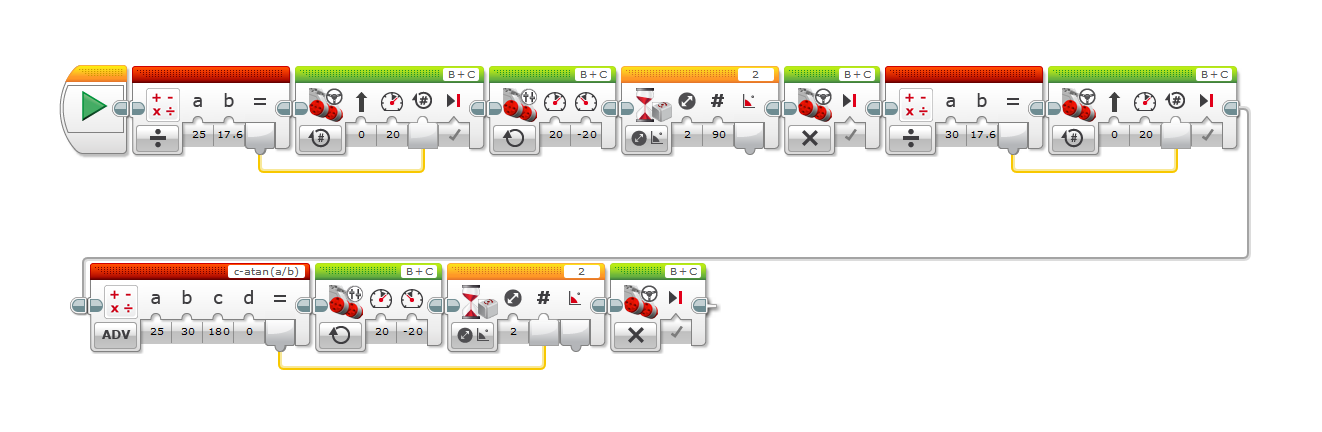 B+C B+C 2 B+C B+C
+ - x ÷ a b = # # + - x ÷ a b = #
÷ 25 17.6 # 0 20 20 -20 2 90 ÷ 30 17.6 # 0 20
c-atan(a/b) B+C 2 B+C
+ - x ÷ a b c d = #
ADV 25 30 180 0 20 -20 2